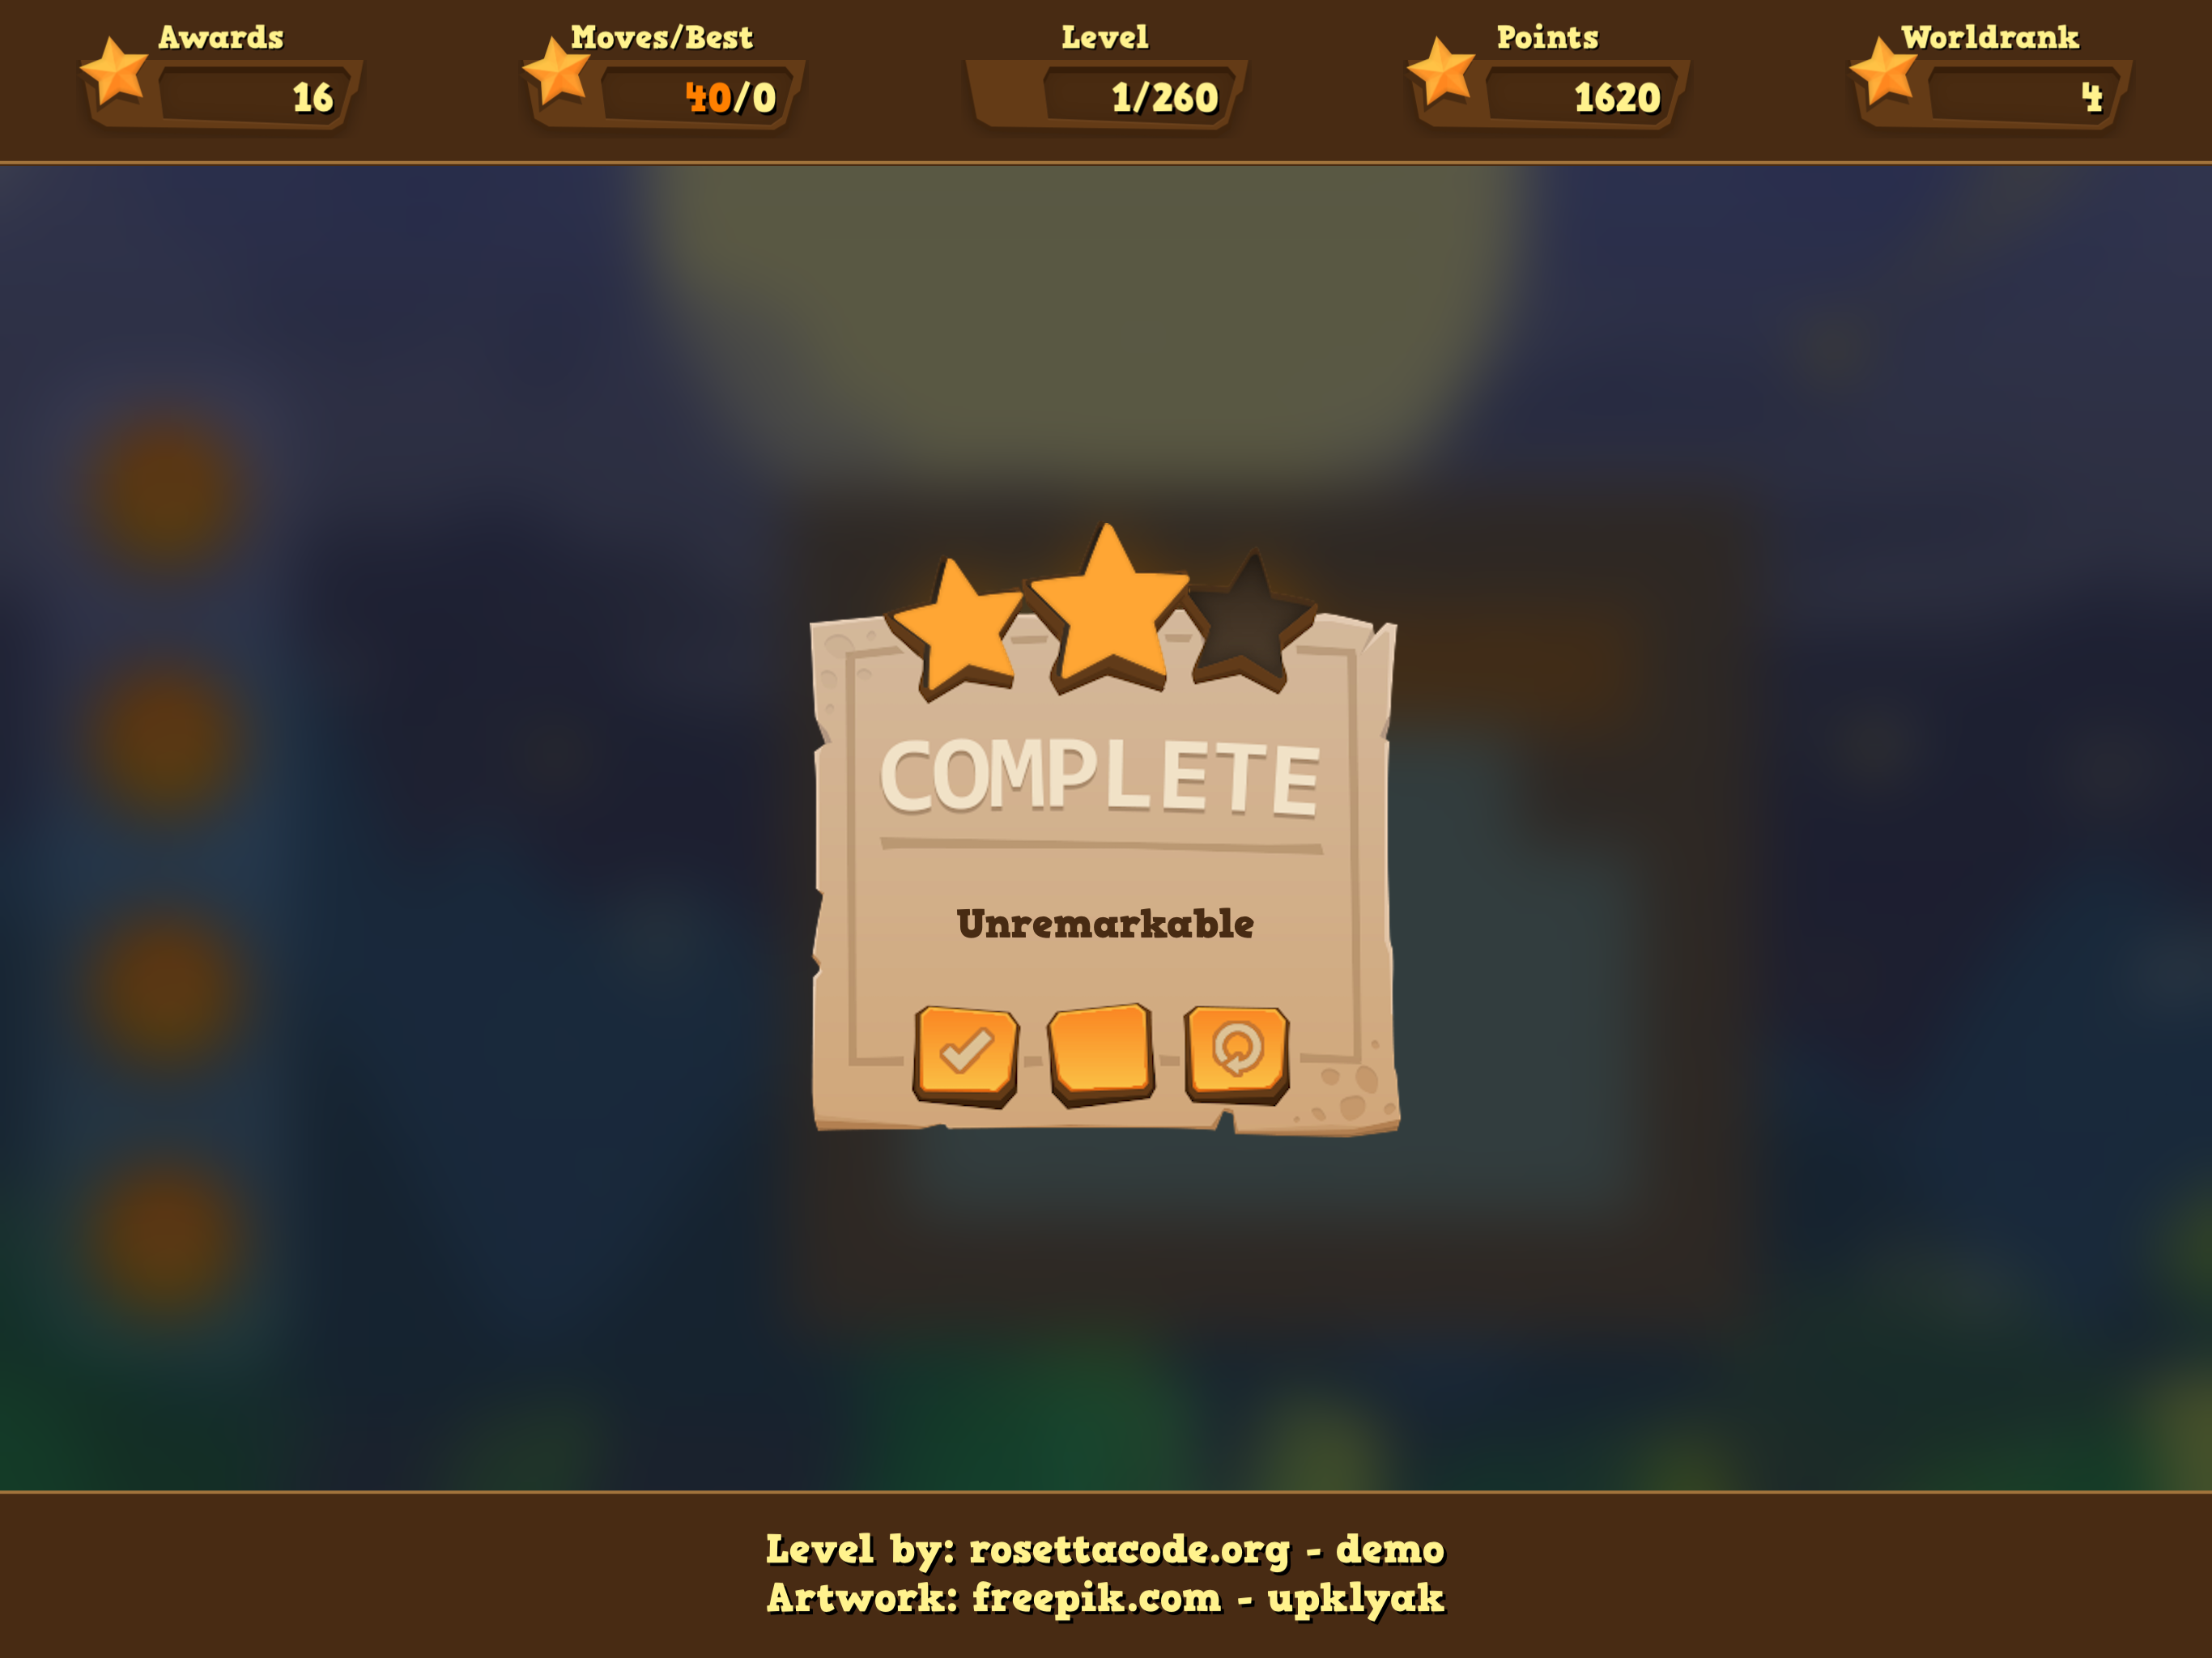 Awards
16
Moves/Best
40/0
Level
1/260
Points
1620
Worldrank
4
COMPLETE
Unremarkable
Level by: rosettacode.org - demo
Artwork: freepik.com - upklyak